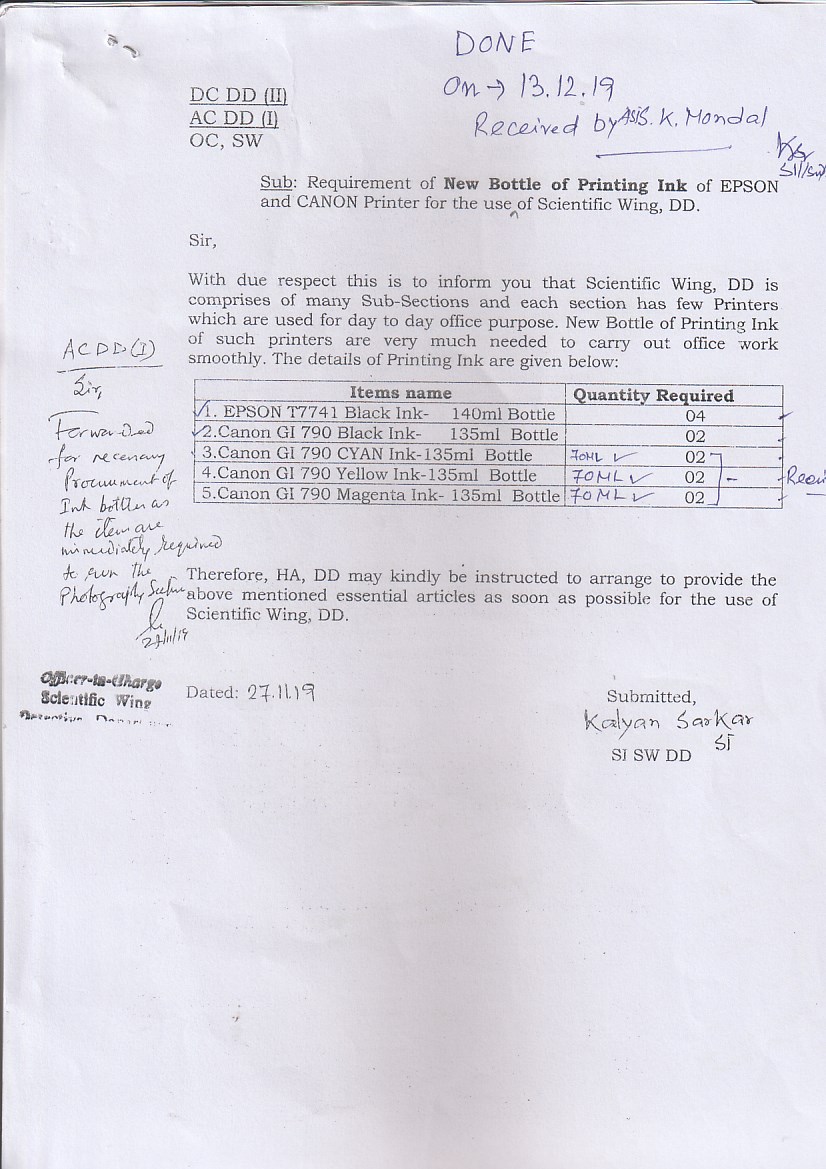 DONE
On → 13.12.19
Received by Asis. K. Mondal
DC DD (II)
AC DD (I)
OC, SW
SI/SW
Sub: Requirement of New Bottle of Printing Ink of EPSON
and CANON Printer for the use of Scientific Wing, DD.
Sir,
With due respect this is to inform you that Scientific Wing, DD is
comprises of many Sub-Sections and each section has few Printers
which are used for day to day office purpose. New Bottle of Printing Ink
of such printers are very much needed to carry out office work
smoothly. The details of Printing Ink are given below:
Items name Quantity Required
1. EPSON T7741 Black Ink- 140ml Bottle 04
2.Canon GI 790 Black Ink- 135ml Bottle 02
3.Canon GI 790 CYAN Ink-135ml Bottle 70ML ✓ 02
4.Canon GI 790 Yellow Ink-135ml Bottle 70ML ✓ 02
5.Canon GI 790 Magenta Ink- 135ml Bottle 70ML ✓ 02
AC DD (I)
Sir,
Forwarded
for necessary
Procurement of
Ink bottles as
the item are
immediately required
to run the
Photography Section
27/11/19
Therefore, HA, DD may kindly be instructed to arrange to provide the
above mentioned essential articles as soon as possible for the use of
Scientific Wing, DD.
Officer-in-Charge
Scientific Wing
Dated: 27.11.19
Submitted,
Kalyan Sarkar
SI
SI SW DD